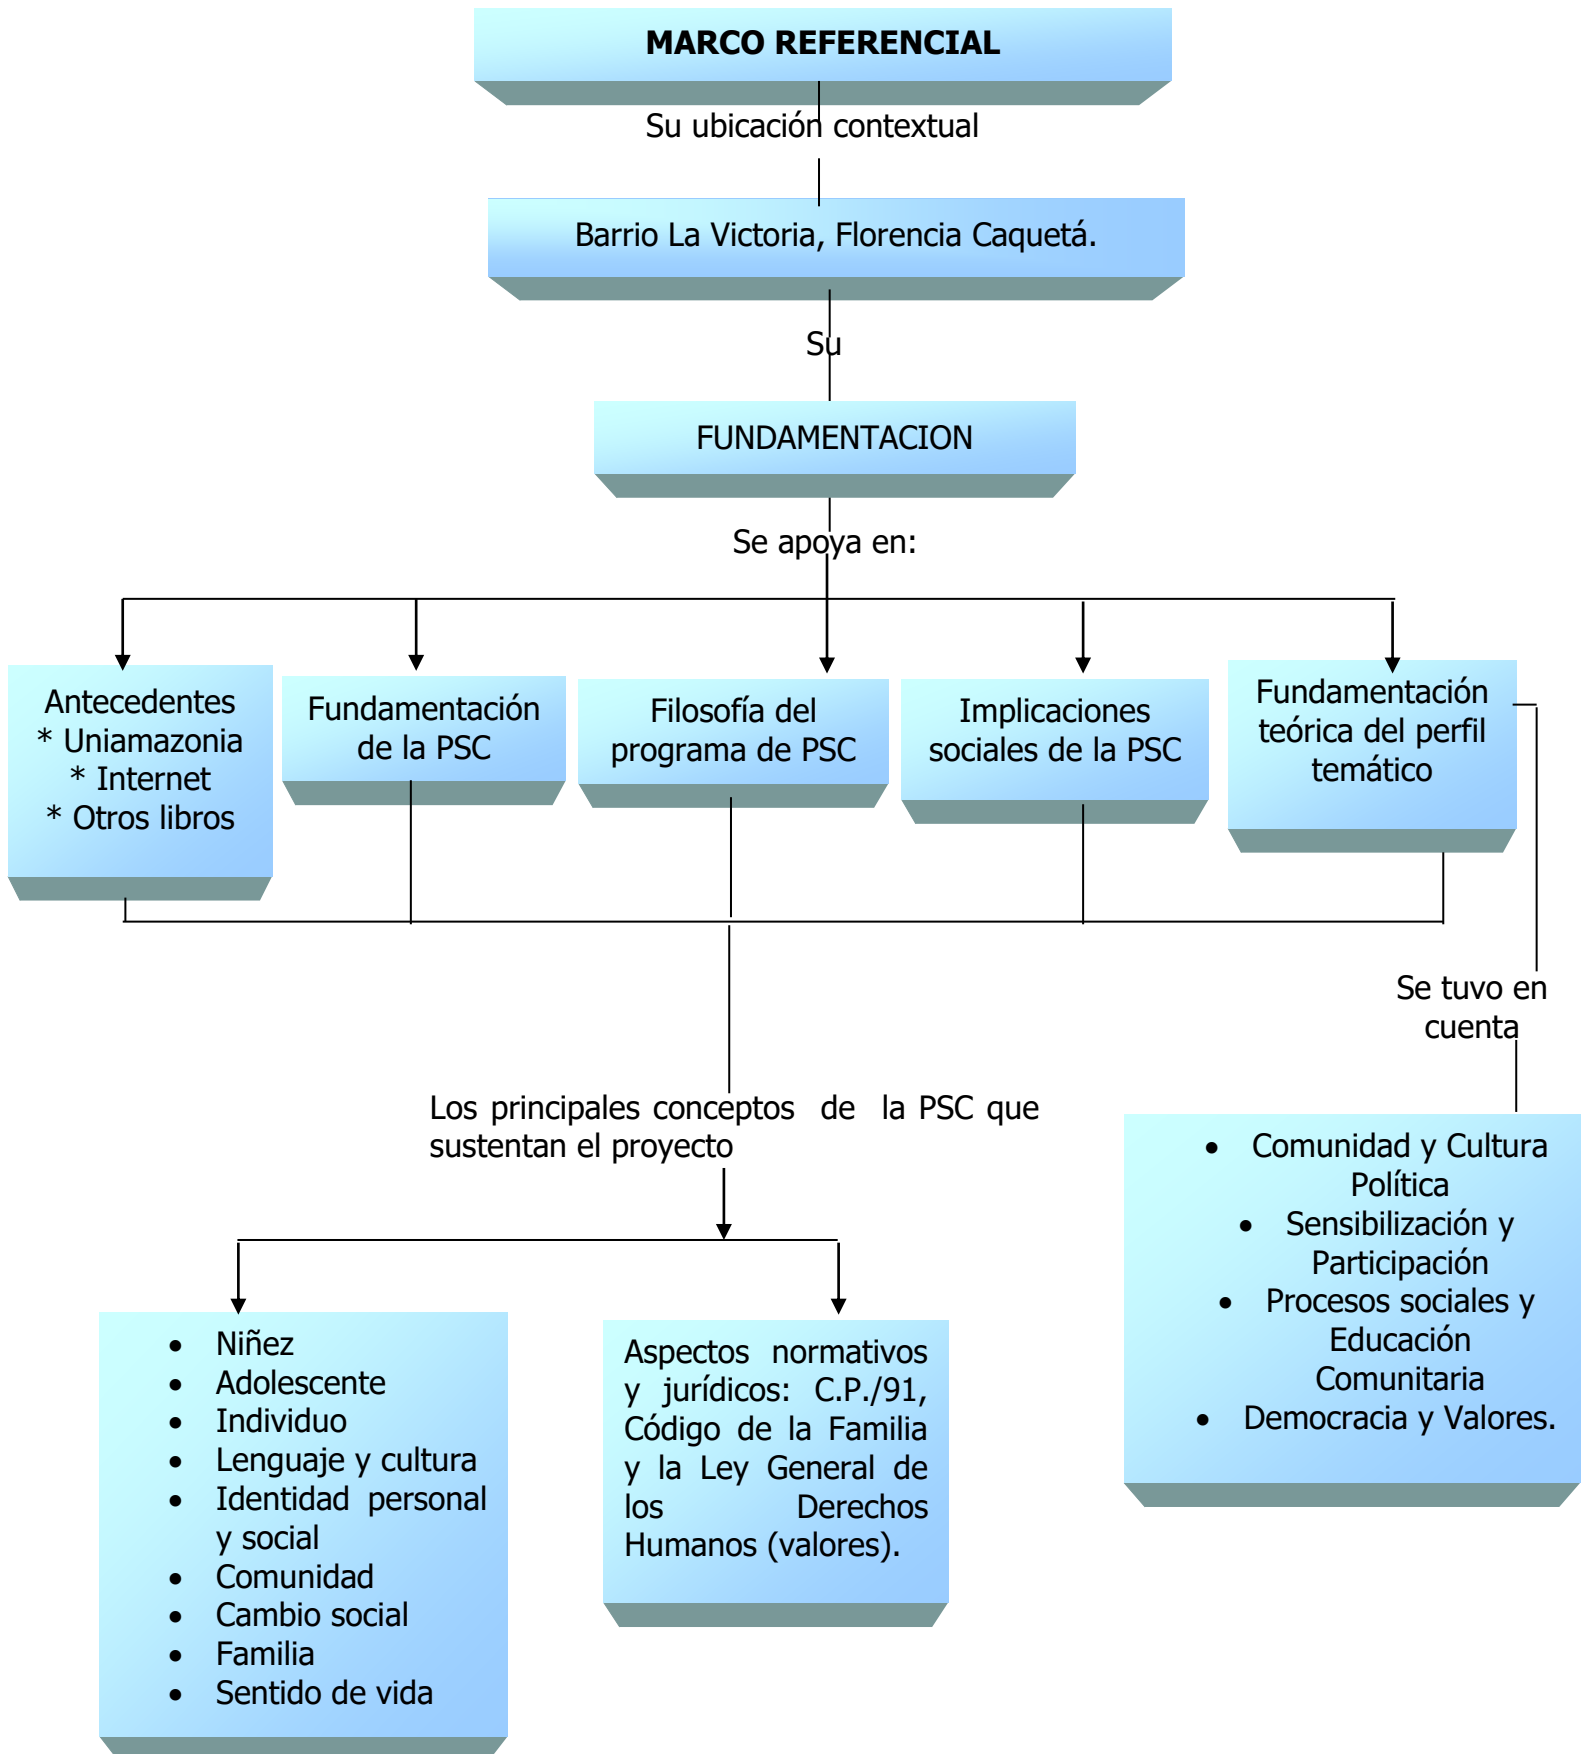 MARCO REFERENCIAL
Su ubicación contextual
Barrio La Victoria, Florencia Caquetá.
Su
FUNDAMENTACION
Se apoya en:
Antecedentes
* Uniamazonia
* Internet
* Otros libros
Fundamentación
de la PSC
Filosofía del
programa de PSC
Implicaciones
sociales de la PSC
Fundamentación
teórica del perfil
temático
Se tuvo en
cuenta
Los principales conceptos de la PSC que
sustentan el proyecto
• Comunidad y Cultura
Política
• Sensibilización y
Participación
• Procesos sociales y
Educación
Comunitaria
• Democracia y Valores.
• Niñez
• Adolescente
• Individuo
• Lenguaje y cultura
• Identidad personal
y social
• Comunidad
• Cambio social
• Familia
• Sentido de vida
Aspectos normativos
y jurídicos: C.P./91,
Código de la Familia
y la Ley General de
los Derechos
Humanos (valores).